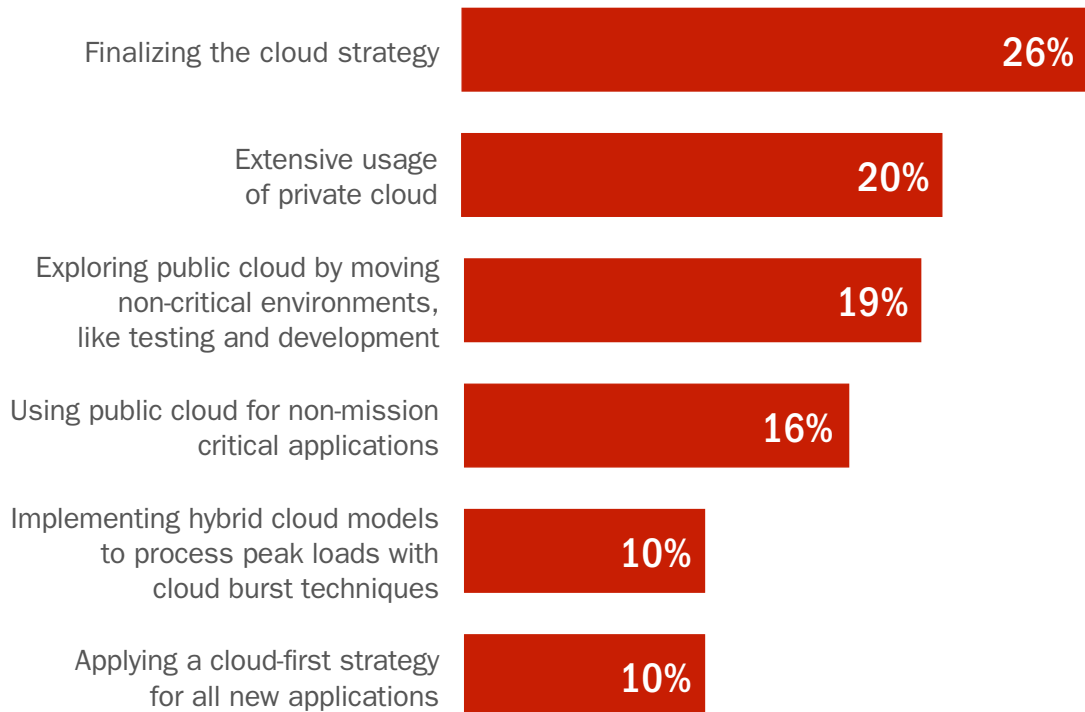 Finalizing the cloud strategy
26%
Extensive usage
of private cloud
20%
Exploring public cloud by moving
non-critical environments,
like testing and development
19%
Using public cloud for non-mission
critical applications
16%
Implementing hybrid cloud models
to process peak loads with
cloud burst techniques
10%
Applying a cloud-first strategy
for all new applications
10%